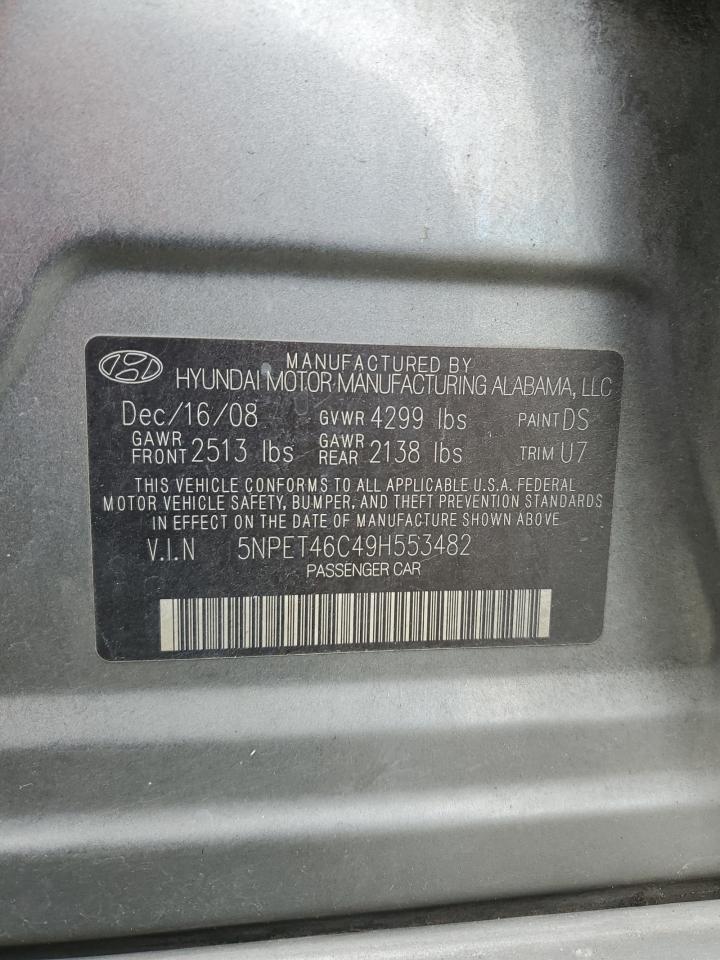 MANUFACTURED BY
HYUNDAI MOTOR MANUFACTURING ALABAMA, LLC
Dec/16/08 GVWR 4299 lbs PAINT DS
GAWR FRONT 2513 lbs GAWR REAR 2138 lbs TRIM U7
THIS VEHICLE CONFORMS TO ALL APPLICABLE U.S.A. FEDERAL
MOTOR VEHICLE SAFETY, BUMPER, AND THEFT PREVENTION STANDARDS
IN EFFECT ON THE DATE OF MANUFACTURE SHOWN ABOVE
V.I.N 5NPET46C49H553482
PASSENGER CAR